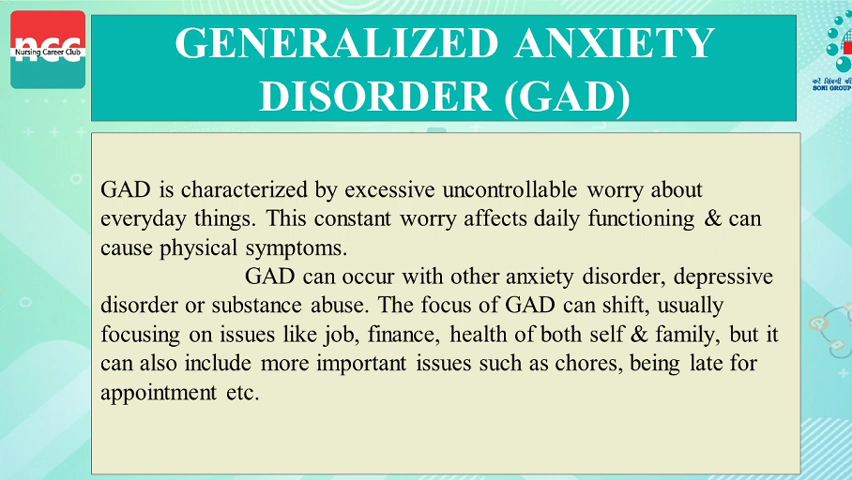 ncc
Nursing Career Club
GENERALIZED ANXIETY
DISORDER (GAD)
SONI GROUP
GAD is characterized by excessive uncontrollable worry about
everyday things. This constant worry affects daily functioning & can
cause physical symptoms.
GAD can occur with other anxiety disorder, depressive
disorder or substance abuse. The focus of GAD can shift, usually
focusing on issues like job, finance, health of both self & family, but it
can also include more important issues such as chores, being late for
appointment etc.